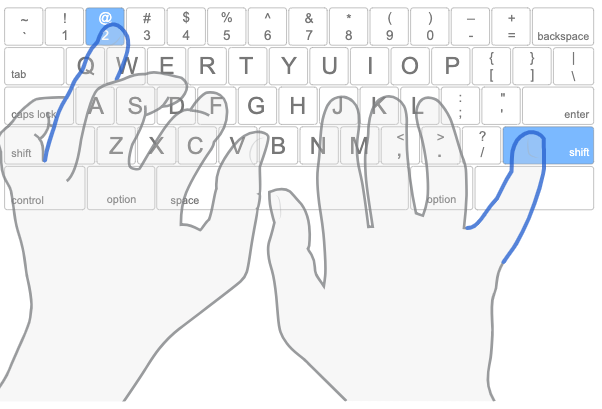 ~ ! @ # $ % ^ & * ( ) – +
` 1 2 3 4 5 6 7 8 9 0 - = backspace
tab Q W E R T Y U I O P { } |
[ ] \
caps lock A S D F G H J K L : " enter
; '
shift Z X C V B N M < > ? shift
, . /
control option space option